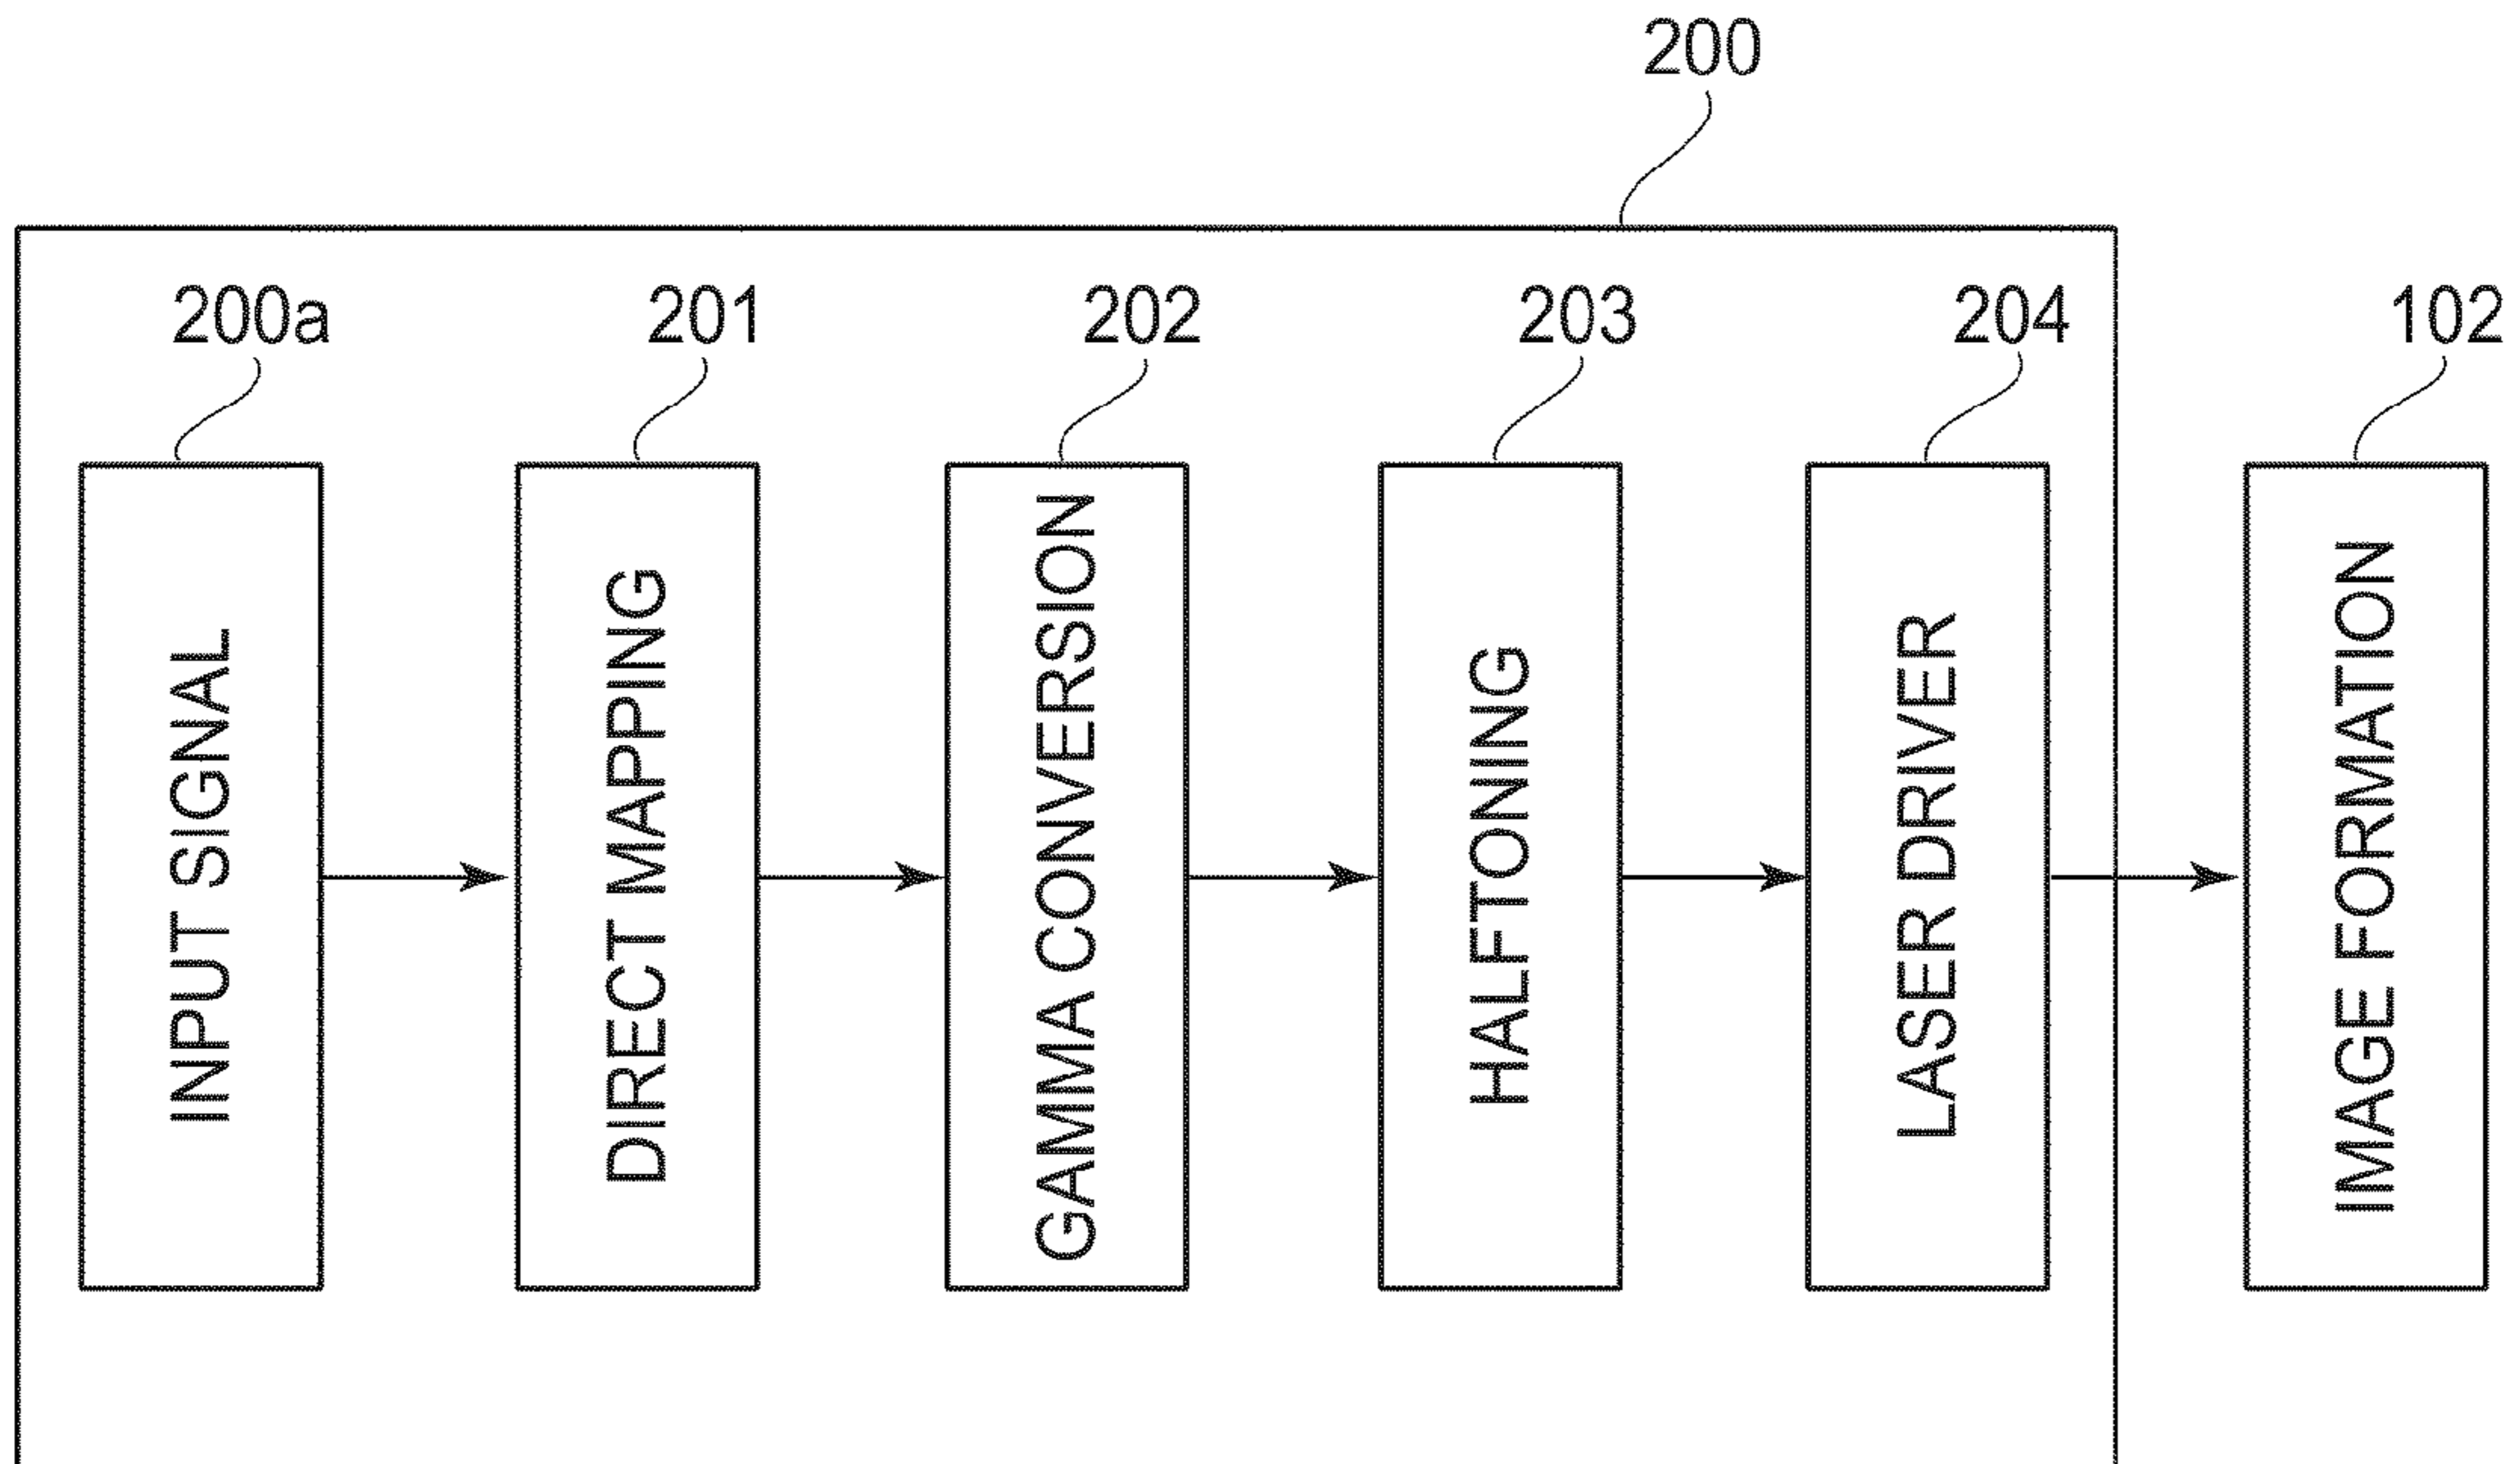 200
200a
201
202
203
204
102
INPUT SIGNAL
DIRECT MAPPING
GAMMA CONVERSION
HALFTONING
LASER DRIVER
IMAGE FORMATION